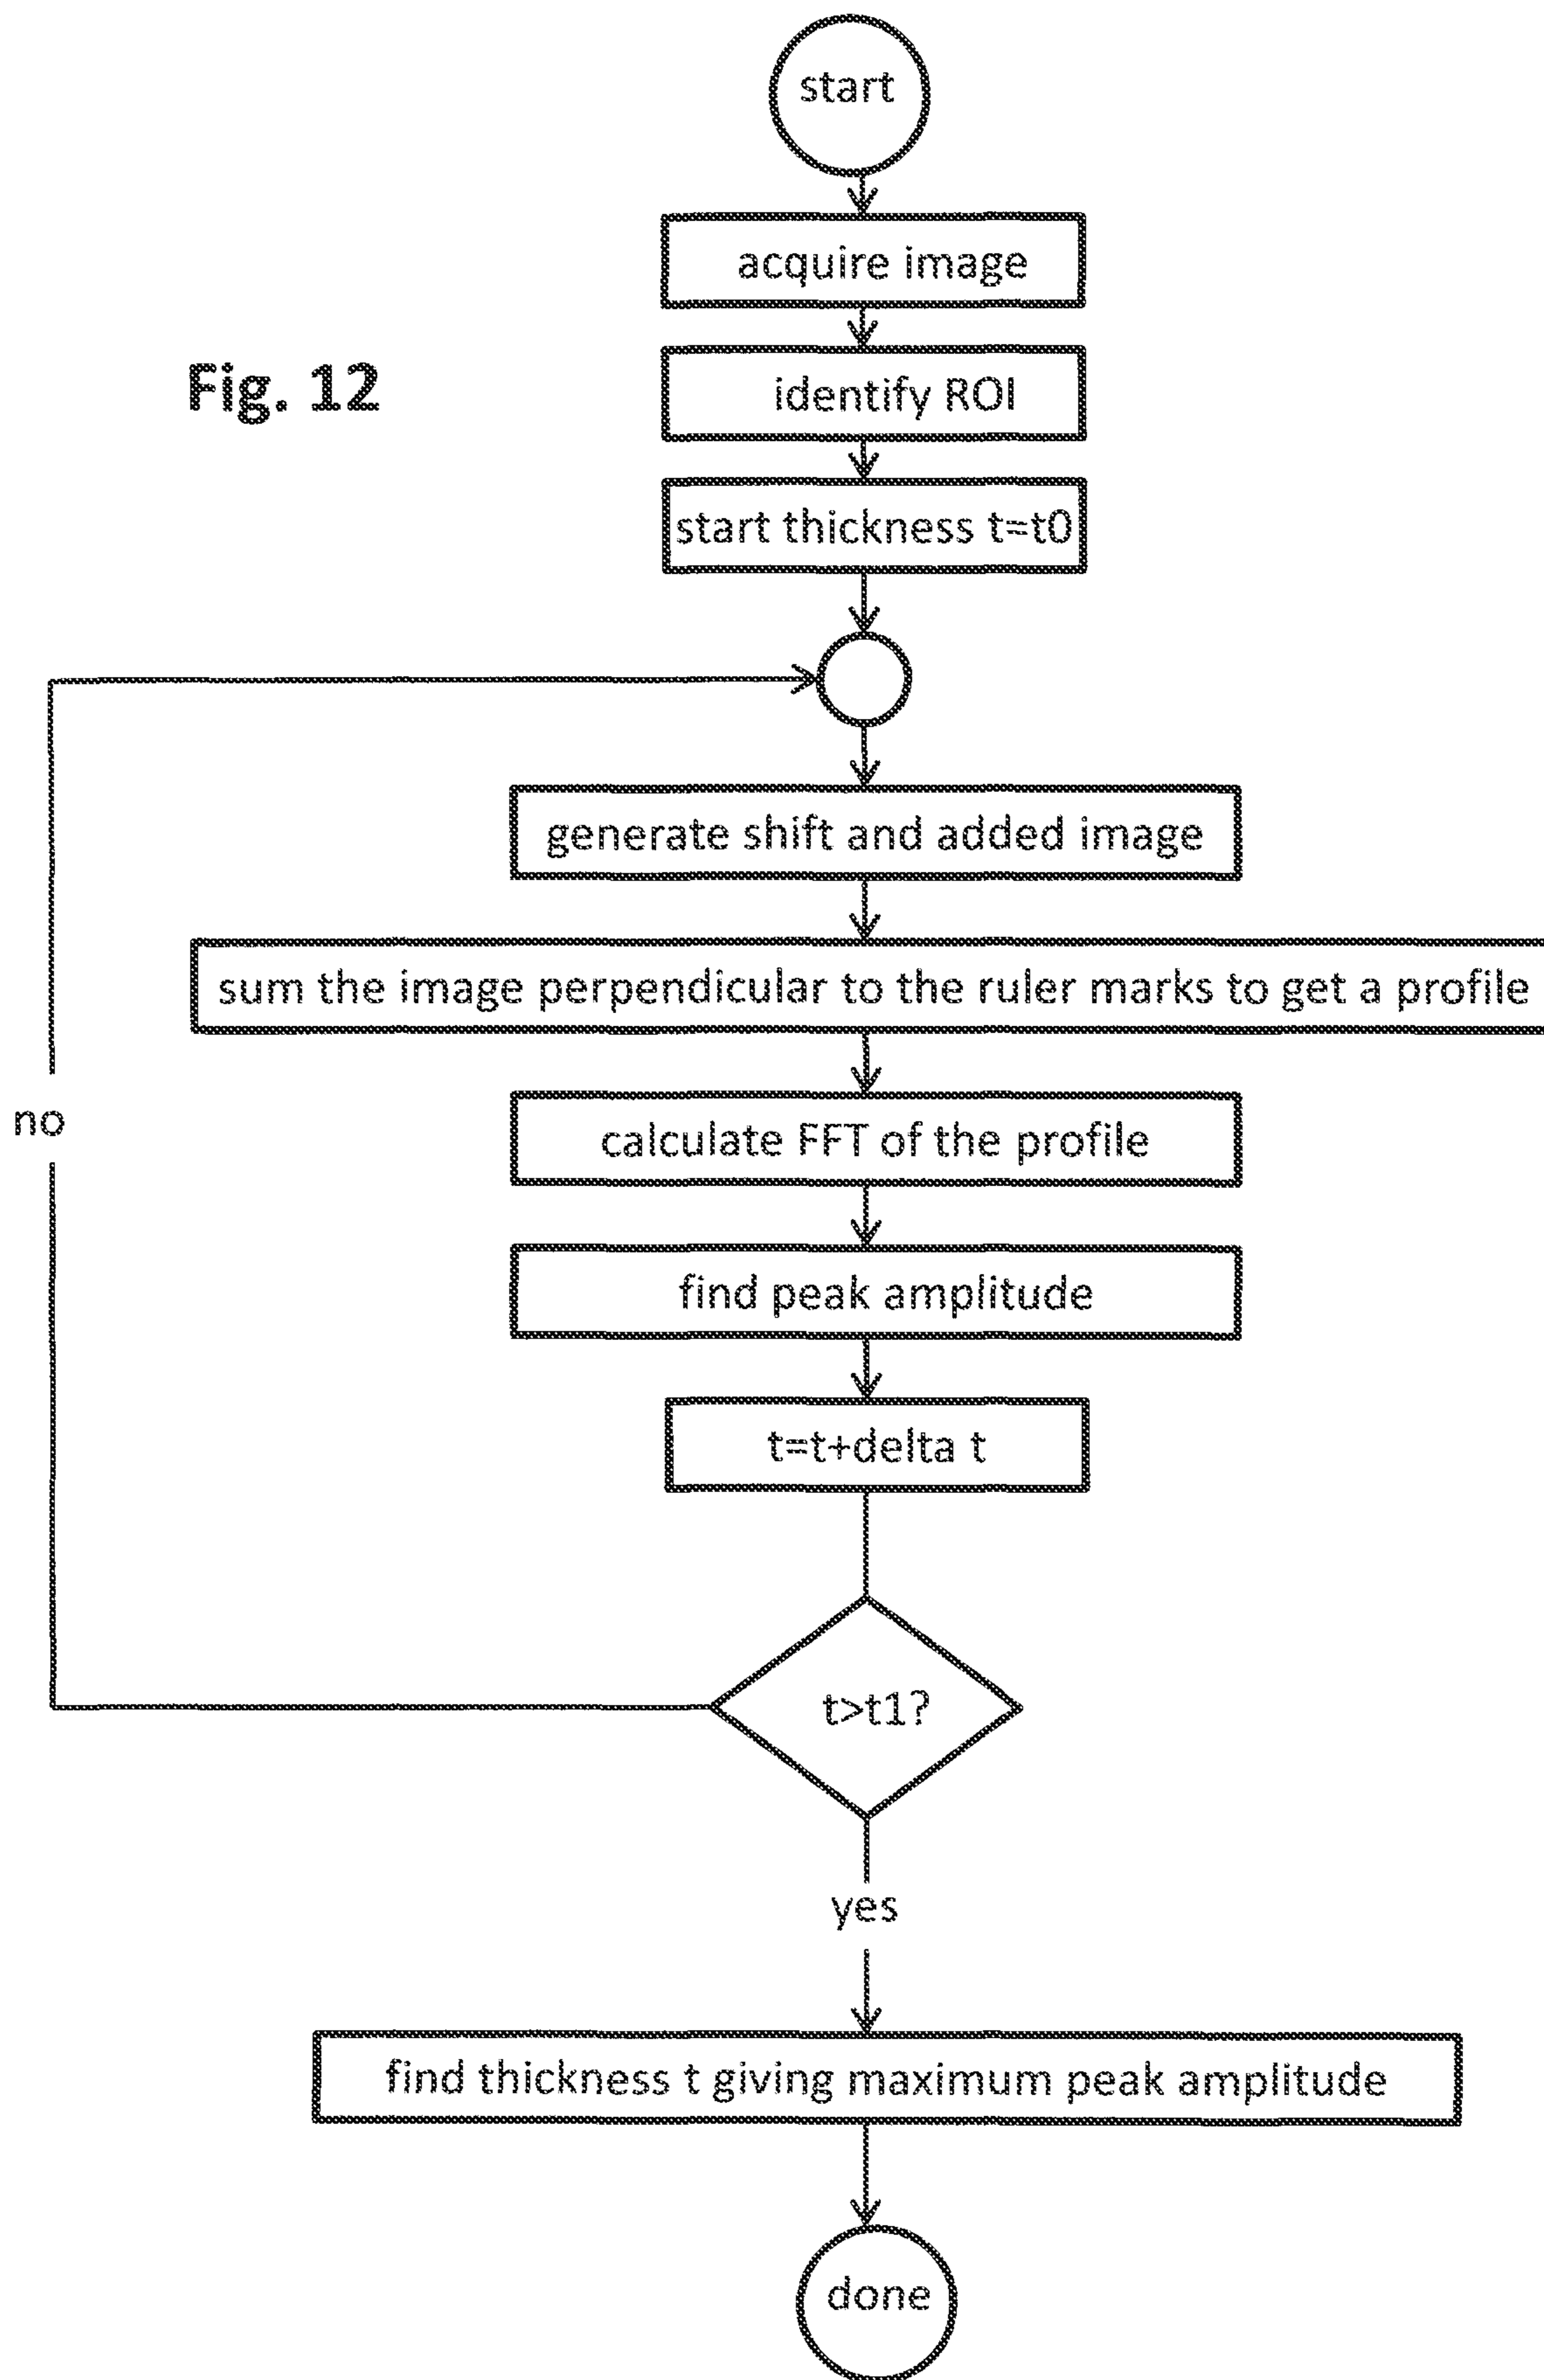 start
acquire image
Fig. 12
identify ROI
start thickness t=t0
generate shift and added image
sum the image perpendicular to the ruler marks to get a profile
no
calculate FFT of the profile
find peak amplitude
t=t+delta t
t>t1?
yes
find thickness t giving maximum peak amplitude
done